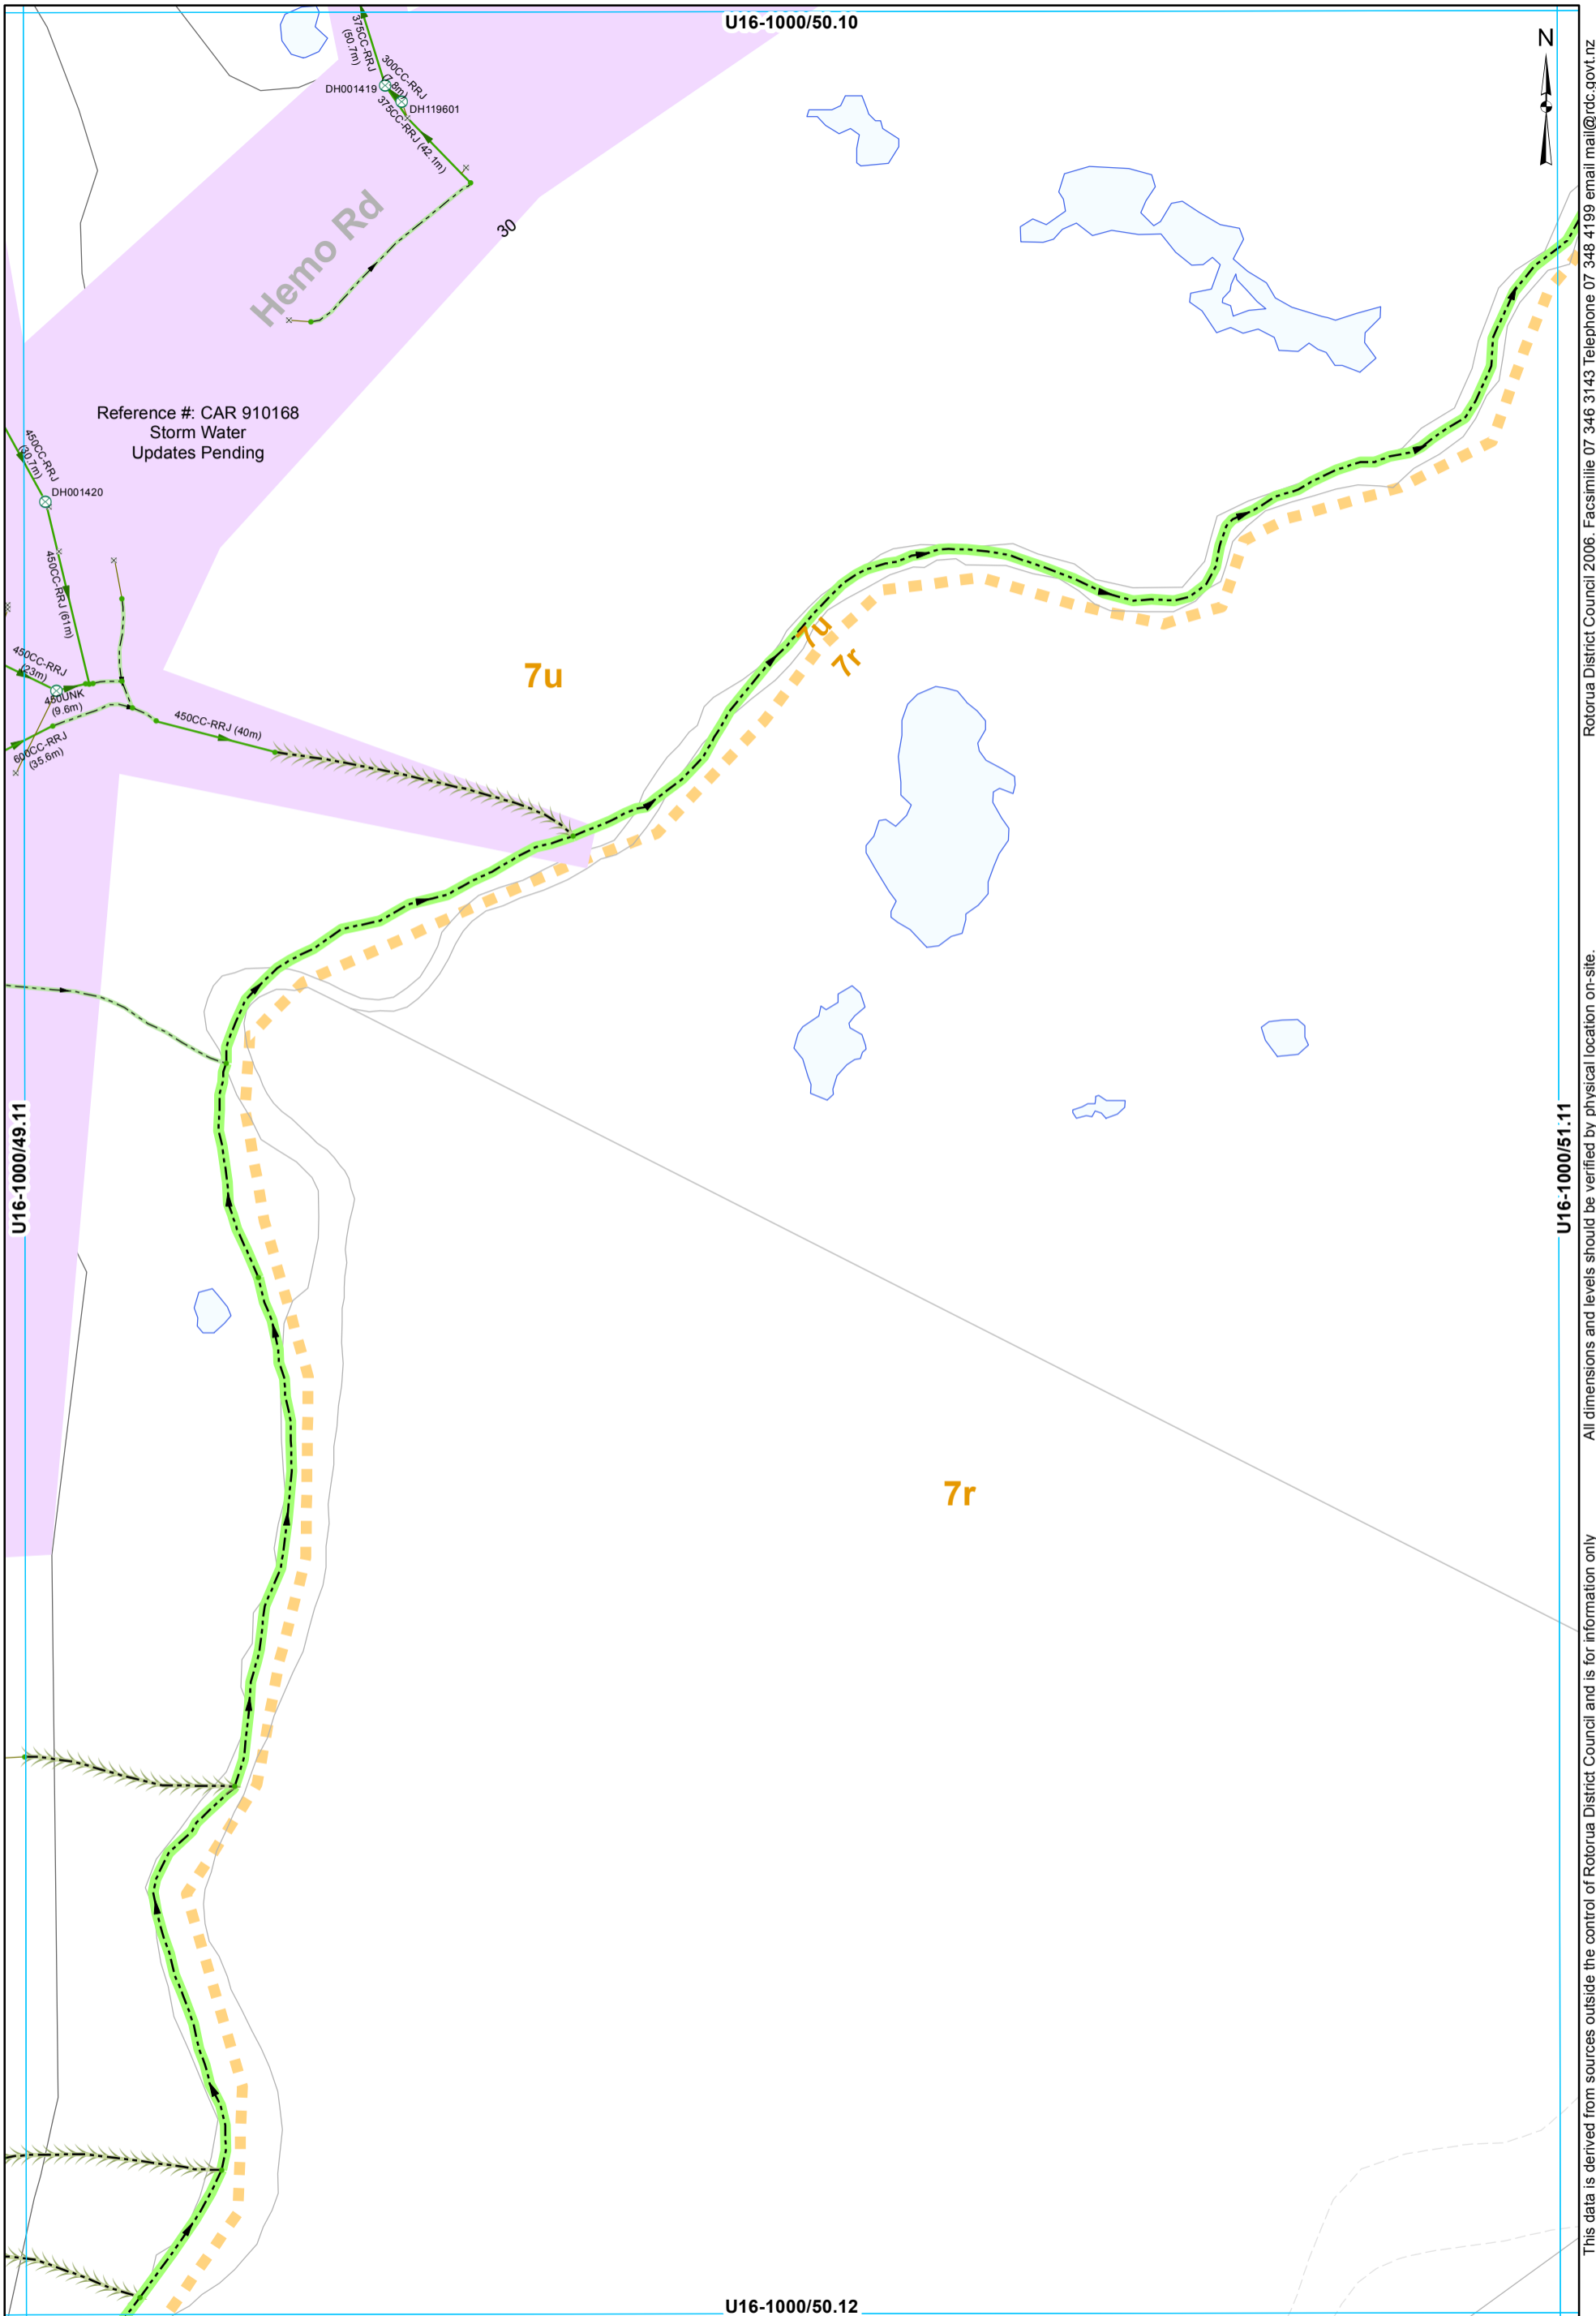 U16-1000/50.10
N
375CC-RRJ
(50.7m)
300CC-RRJ
(7.8m)
DH001419
DH119601
375CC-RRJ (42.1m)
Hemo Rd
30
Reference #: CAR 910168
Storm Water
Updates Pending
450CC-RRJ
(30.7m)
DH001420
450CC-RRJ (61m)
450CC-RRJ
(23m)
450UNK
(9.6m)
600CC-RRJ
(35.6m)
450CC-RRJ (40m)
7u
7u
7r
7r
U16-1000/49.11
U16-1000/51.11
U16-1000/50.12
This data is derived from sources outside the control of Rotorua District Council and is for information only
All dimensions and levels should be verified by physical location on-site.
Rotorua District Council 2006. Facsimilie 07 346 3143 Telephone 07 348 4199 email mail@rdc.govt.nz